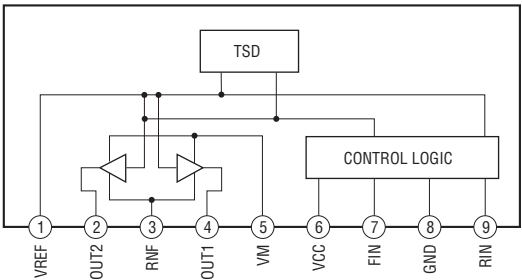 TSD
CONTROL LOGIC
1
2
3
4
5
6
7
8
9
VREF
OUT2
RNF
OUT1
VM
VCC
FIN
GND
RIN